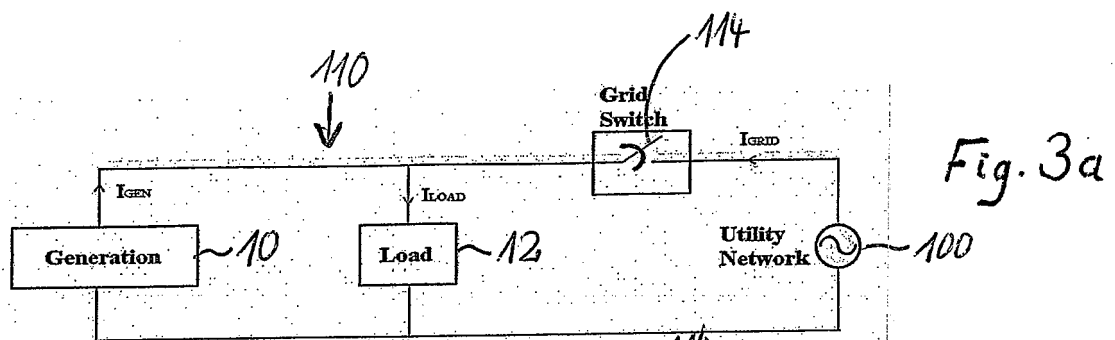 114
110
Grid
Switch
IGRID
Fig. 3a
IGEN
ILOAD
Generation
10
Load
12
Utility
Network
100